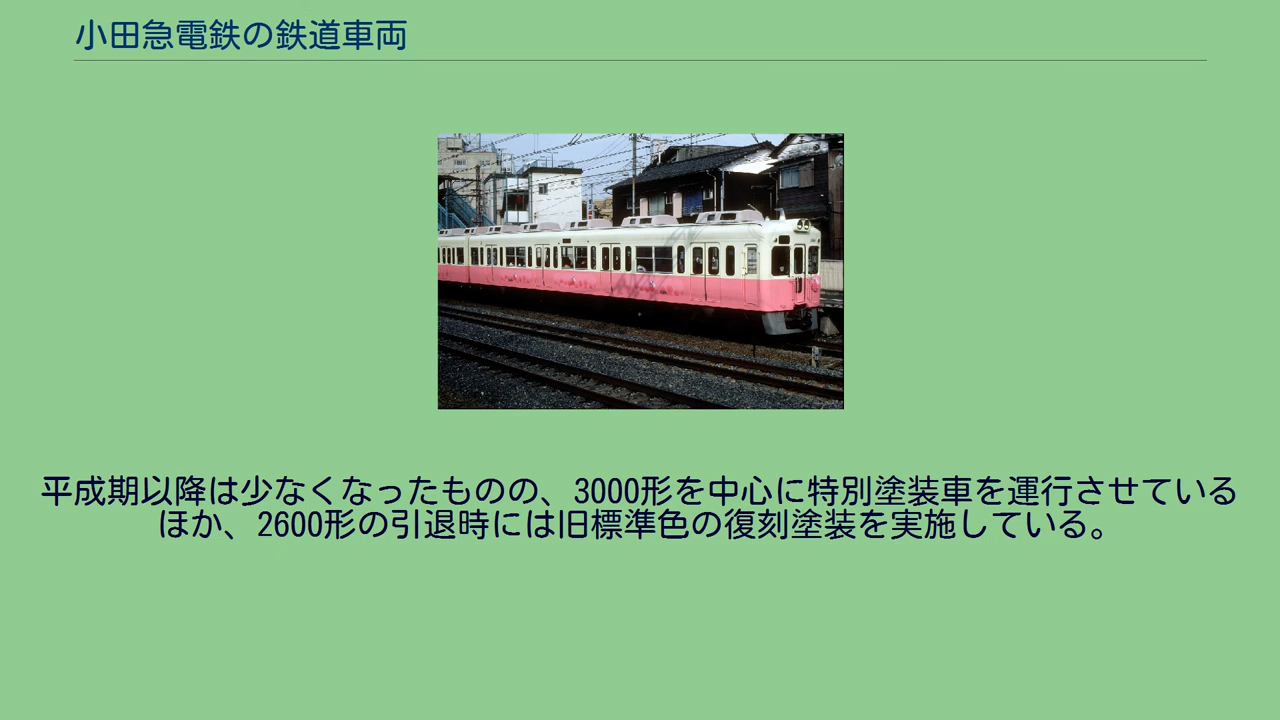 小田急電鉄の鉄道車両
平成期以降は少なくなったものの、3000形を中心に特別塗装車を運行させている
ほか、2600形の引退時には旧標準色の復刻塗装を実施している。